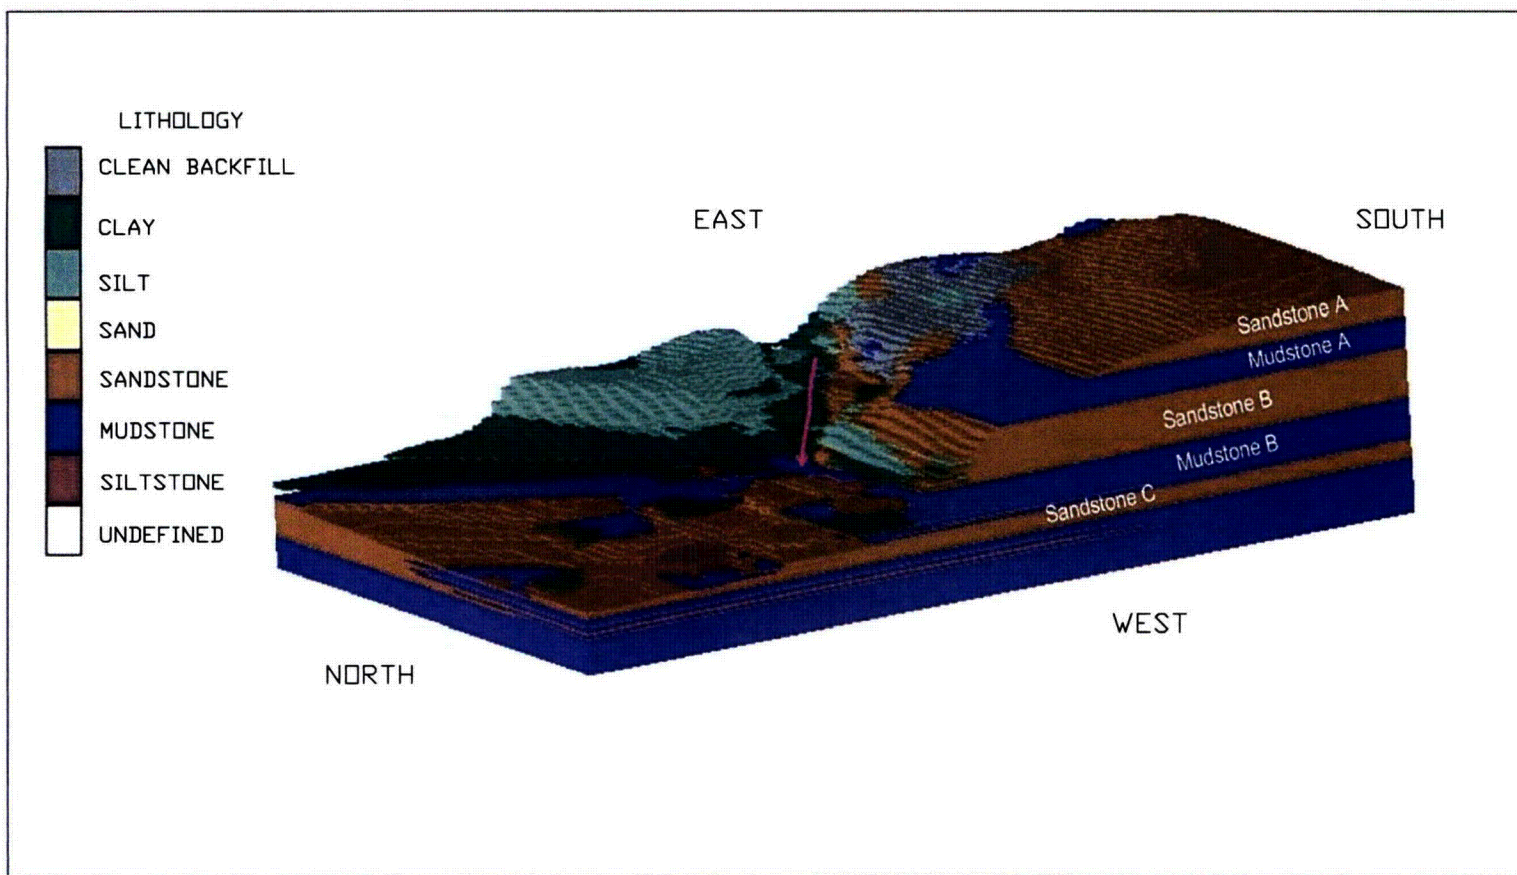 LITHOLOGY
CLEAN BACKFILL
CLAY
SILT
SAND
SANDSTONE
MUDSTONE
SILTSTONE
UNDEFINED
EAST
SOUTH
Sandstone A
Mudstone A
Sandstone B
Mudstone B
Sandstone C
WEST
NORTH